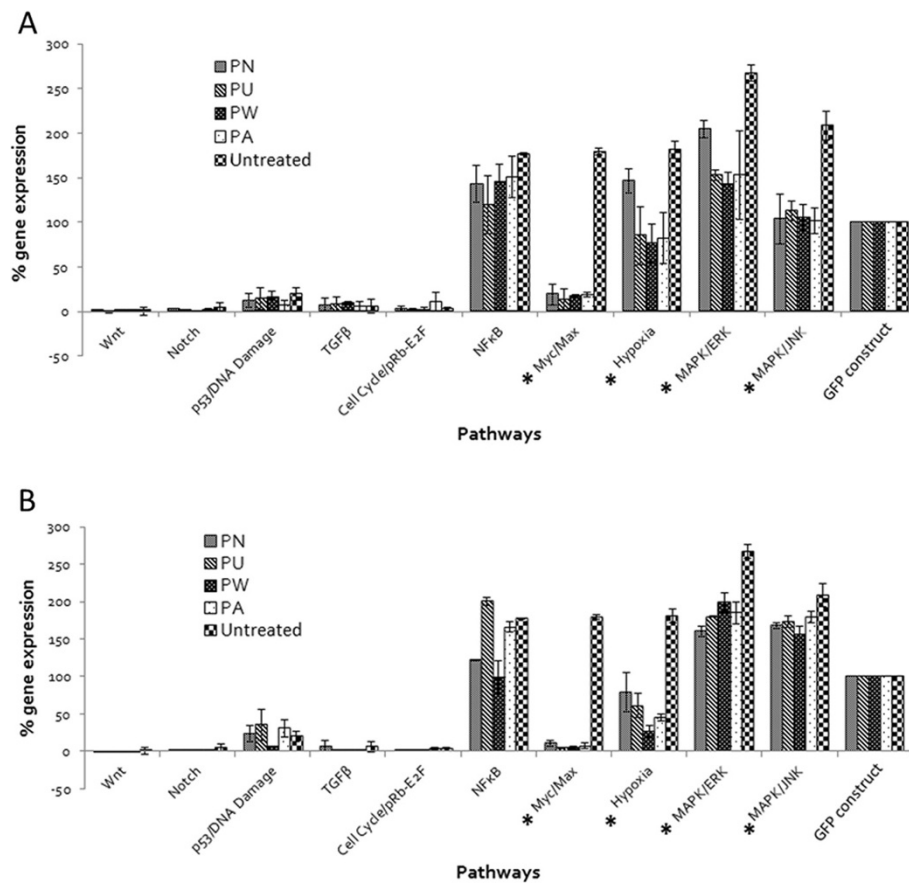 A
300
250
200
150
100
50
0
-50
% gene expression
PN
PU
PW
PA
Untreated
Wnt
Notch
P53/DNA Damage
TGFβ
Cell Cycle/pRb-E2F
NFκB
* Myc/Max
* Hypoxia
* MAPK/ERK
* MAPK/JNK
GFP construct
Pathways
B
300
250
200
150
100
50
0
-50
% gene expression
PN
PU
PW
PA
Untreated
Wnt
Notch
P53/DNA Damage
TGFβ
Cell Cycle/pRb-E2F
NFκB
* Myc/Max
* Hypoxia
* MAPK/ERK
* MAPK/JNK
GFP construct
Pathways